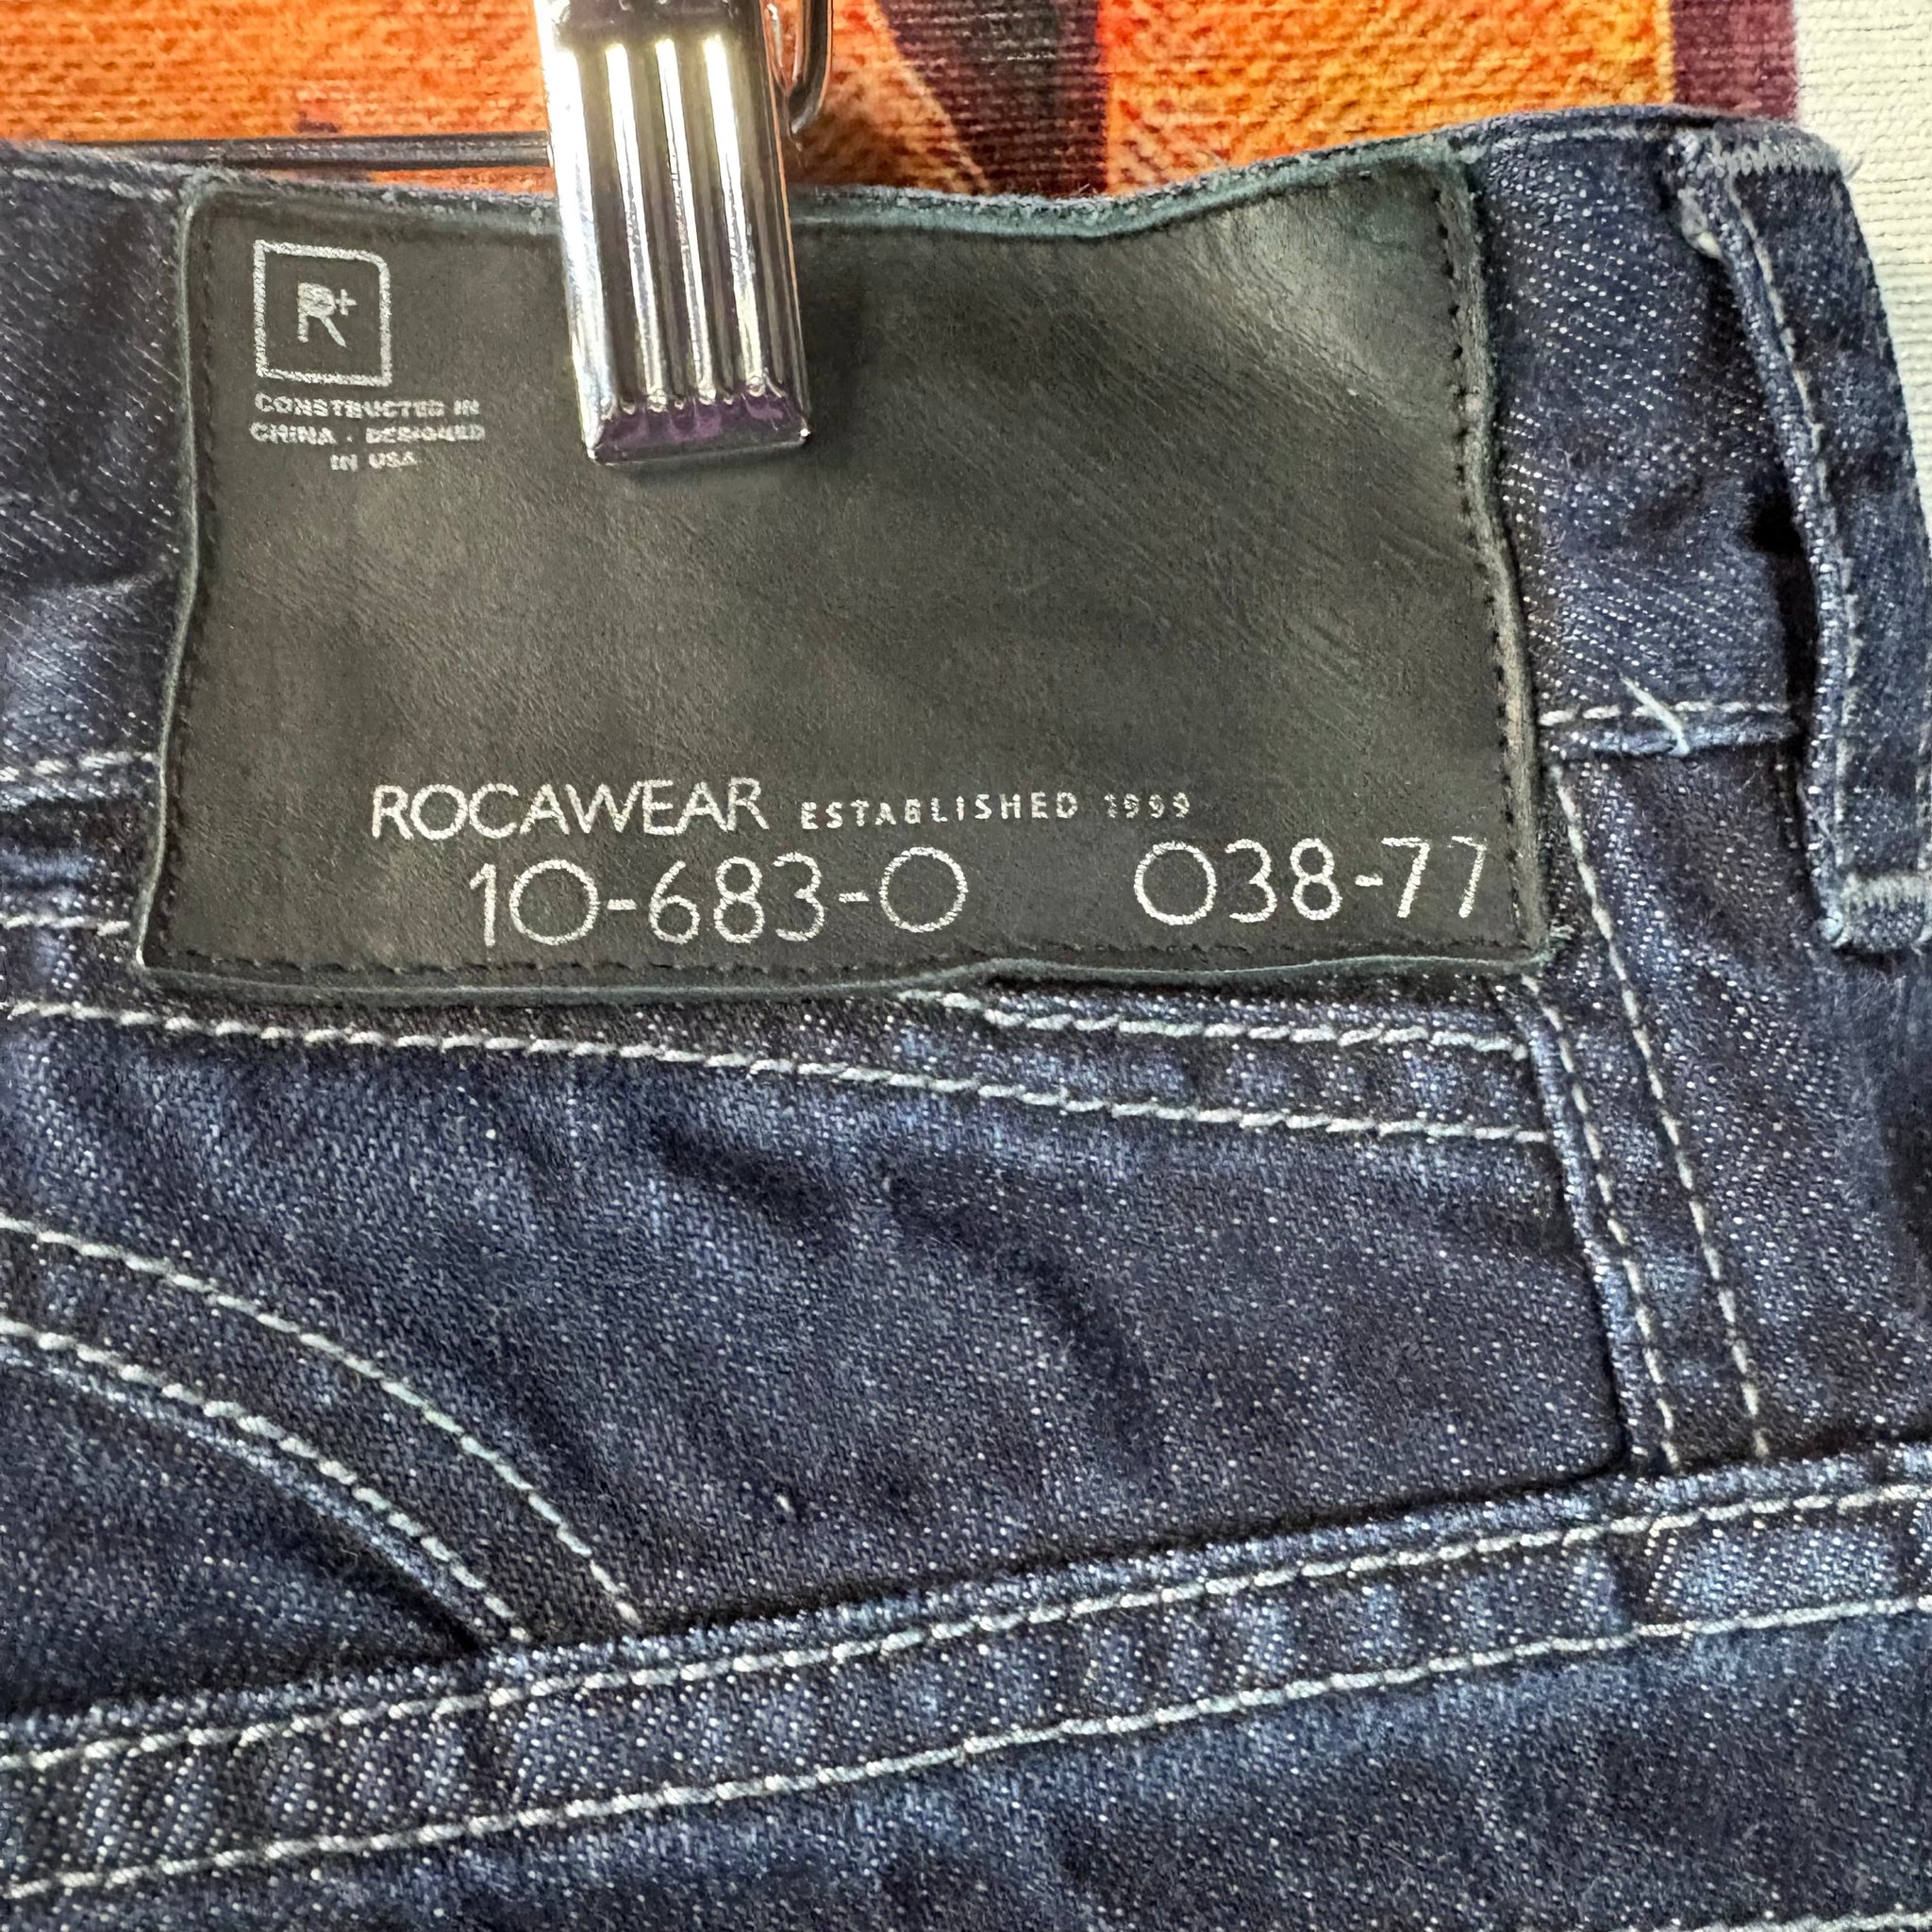 R+
CONSTRUCTED IN
CHINA · DESIGNED
IN USA
ROCAWEAR ESTABLISHED 1999
10-683-0 038-77